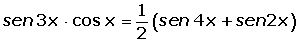 sen 3x · cos x = 1/2 (sen 4x + sen2x)